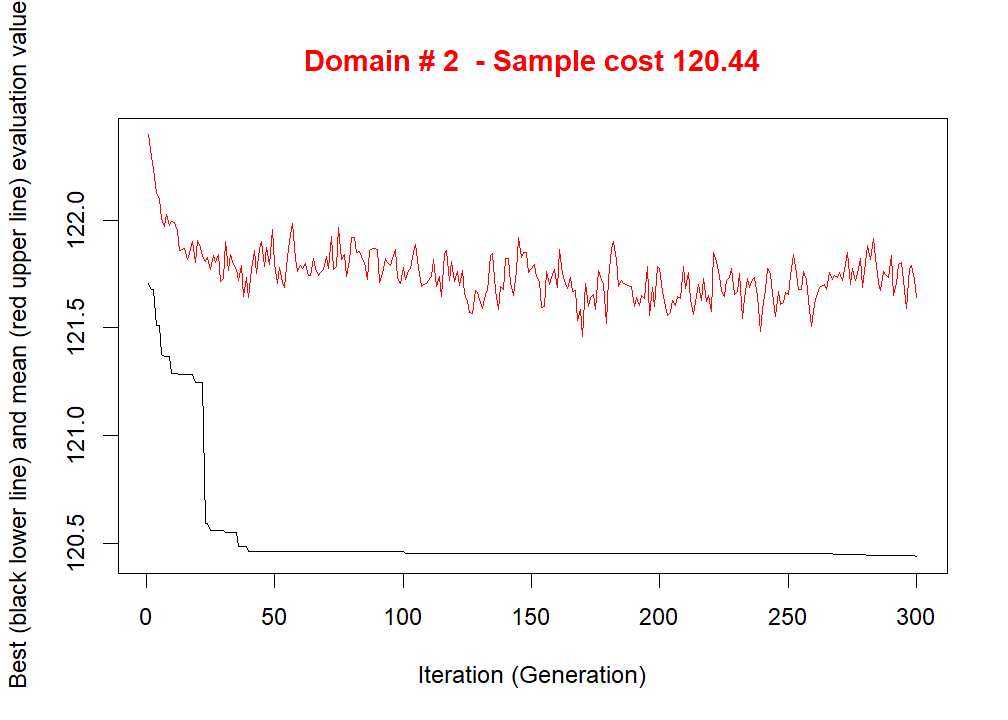 Domain # 2  - Sample cost 120.44
Best (black lower line) and mean (red upper line) evaluation value
122.0
121.5
121.0
120.5
0 50 100 150 200 250 300
Iteration (Generation)